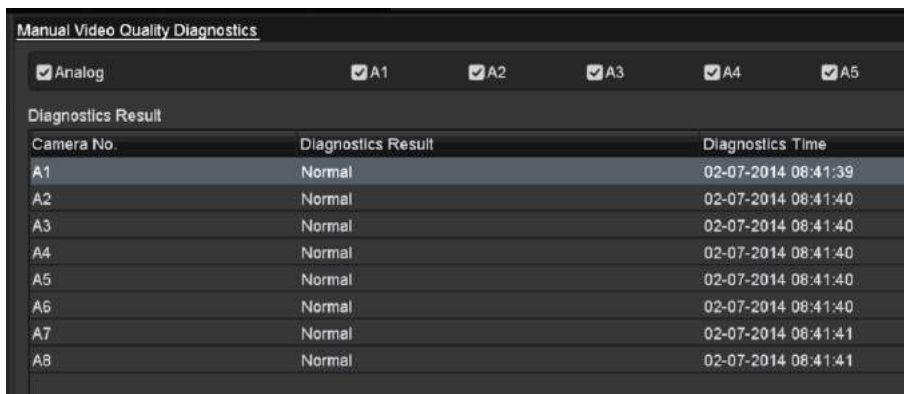 Manual Video Quality Diagnostics
Analog A1 A2 A3 A4 A5
Diagnostics Result
Camera No. Diagnostics Result Diagnostics Time
A1 Normal 02-07-2014 08:41:39
A2 Normal 02-07-2014 08:41:40
A3 Normal 02-07-2014 08:41:40
A4 Normal 02-07-2014 08:41:40
A5 Normal 02-07-2014 08:41:40
A6 Normal 02-07-2014 08:41:40
A7 Normal 02-07-2014 08:41:41
A8 Normal 02-07-2014 08:41:41